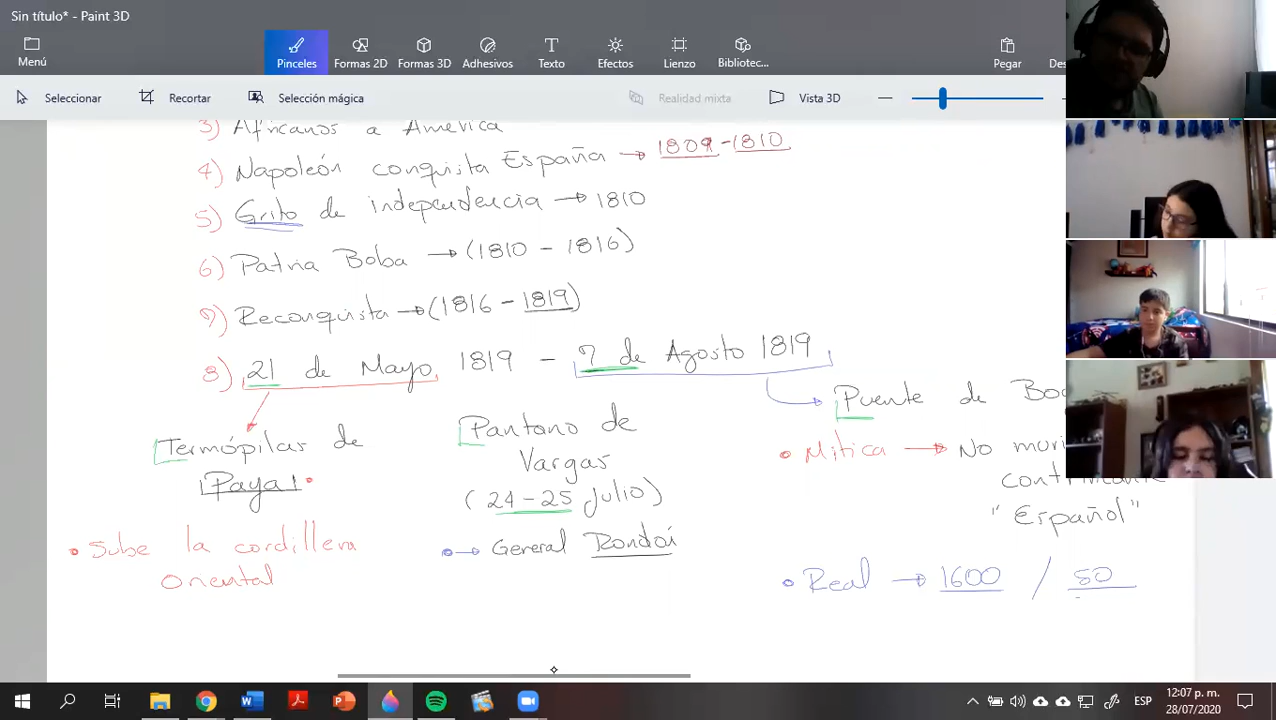 Sin título* - Paint 3D
Menú
Pinceles
Formas 2D
Formas 3D
Adhesivos
Texto
Efectos
Lienzo
Bibliotec...
Pegar
Des
Seleccionar
Recortar
Selección mágica
Realidad mixta
Vista 3D
3) Africanos a América
4) Napoleón conquista España → 1809 - 1810
5) Grito de independencia → 1810
6) Patria Boba → (1810 - 1816)
7) Reconquista → (1816 - 1819)
8) 21 de Mayo 1819 - 7 de Agosto 1819
Termópilas de
Paya
• Sube la cordillera
Oriental
Pantano de
Vargas
(24 - 25 Julio)
→ General Rondón
Puente de
• Mítica → No
"Español"
• Real → 1600 / 50
ESP
12:07 p. m.
28/07/2020